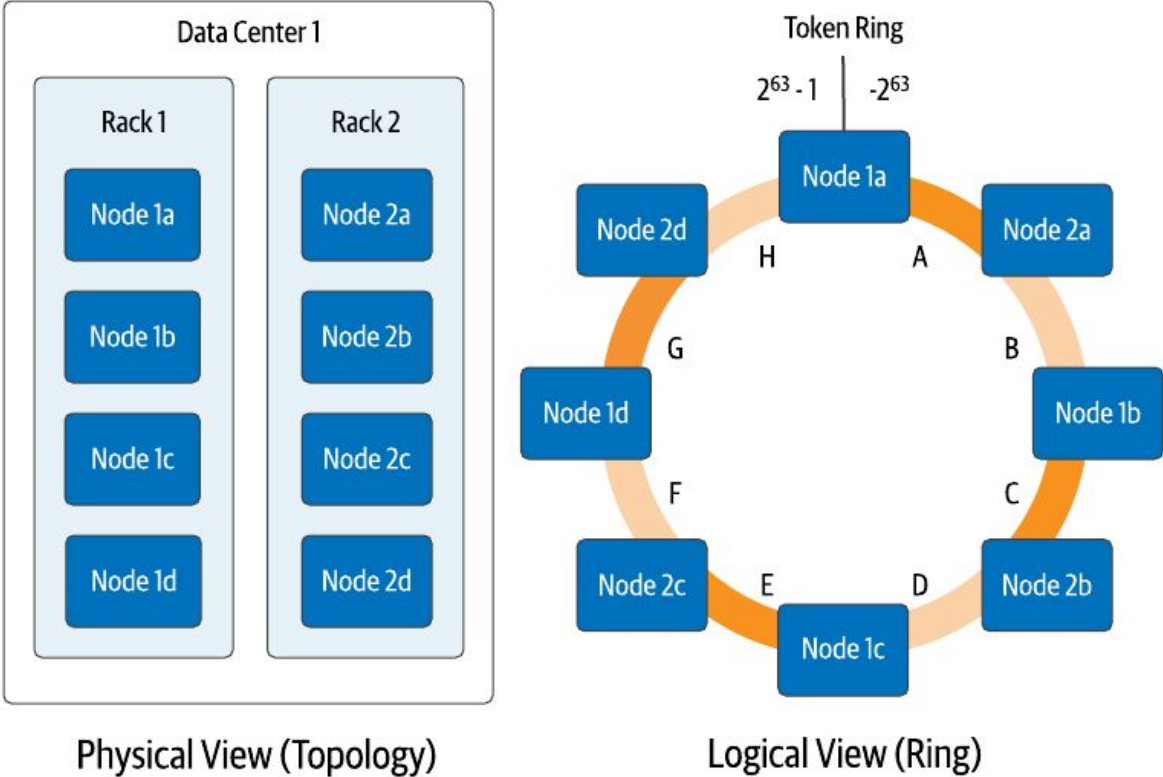 Data Center 1
Rack 1
Node 1a
Node 1b
Node 1c
Node 1d
Rack 2
Node 2a
Node 2b
Node 2c
Node 2d
Physical View (Topology)
Token Ring
2⁶³ - 1
-2⁶³
Node 1a
A
Node 2a
B
Node 1b
C
Node 2b
D
Node 1c
E
Node 2c
F
Node 1d
G
Node 2d
H
Logical View (Ring)